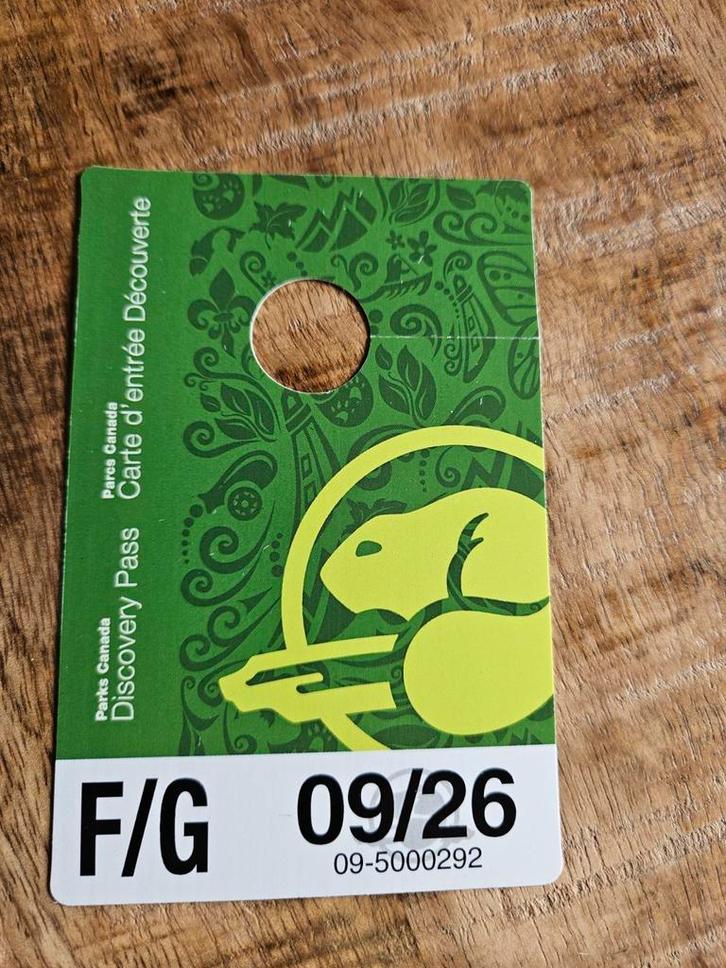 Parks Canada
Discovery Pass
Parcs Canada
Carte d'entrée Découverte
F/G
09/26
09-5000292